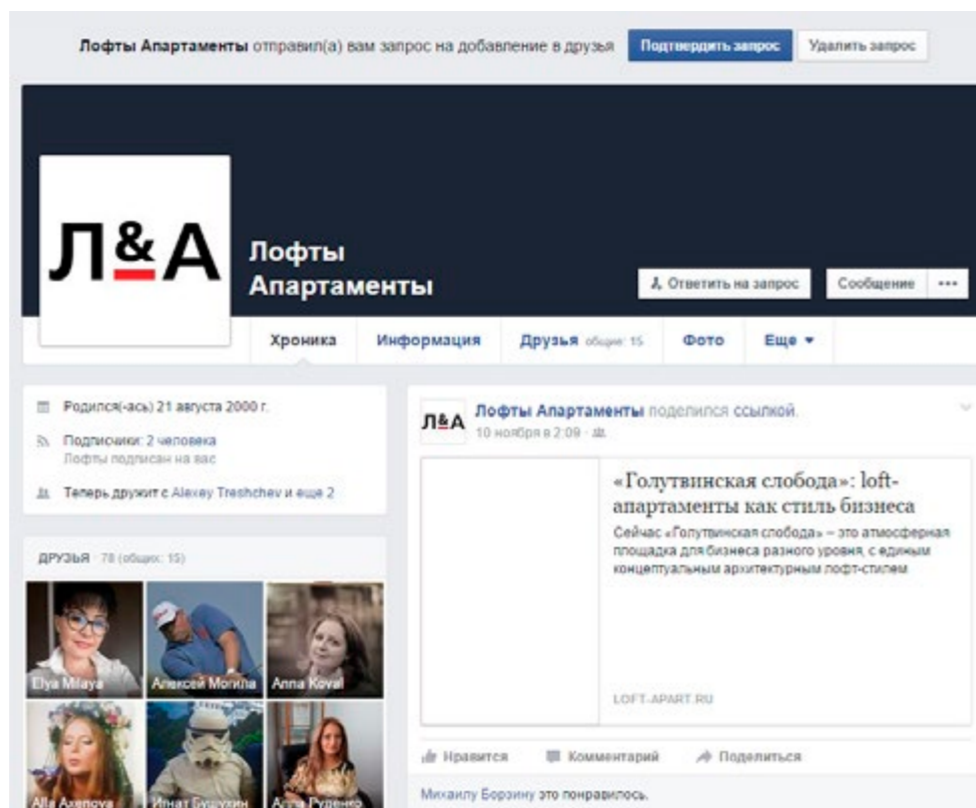 Лофты Апартаменты отправил(а) вам запрос на добавление в друзья
Подтвердить запрос
Удалить запрос
Л&А
Лофты
Апартаменты
Ответить на запрос
Сообщение
Хроника
Информация
Друзья общие: 15
Фото
Еще
Родился(-ась) 21 августа 2000 г.
Подписчики: 2 человека
Лофты подписан на вас
Теперь дружит с Alexey Treshchev и еще 2
ДРУЗЬЯ · 78 (общих: 15)
Elya Milaya
Алексей Могила
Anna Koval
Alla Axenova
Игнат Бушухин
Анна Руденко
Л&А
Лофты Апартаменты поделился ссылкой.
10 ноября в 2:09 ·
«Голутвинская слобода»: loft-
апартаменты как стиль бизнеса
Сейчас «Голутвинская слобода» – это атмосферная
площадка для бизнеса разного уровня, с единым
концептуальным архитектурным лофт-стилем
LOFT-APART.RU
Нравится
Комментарий
Поделиться
Михаилу Борзину это понравилось.